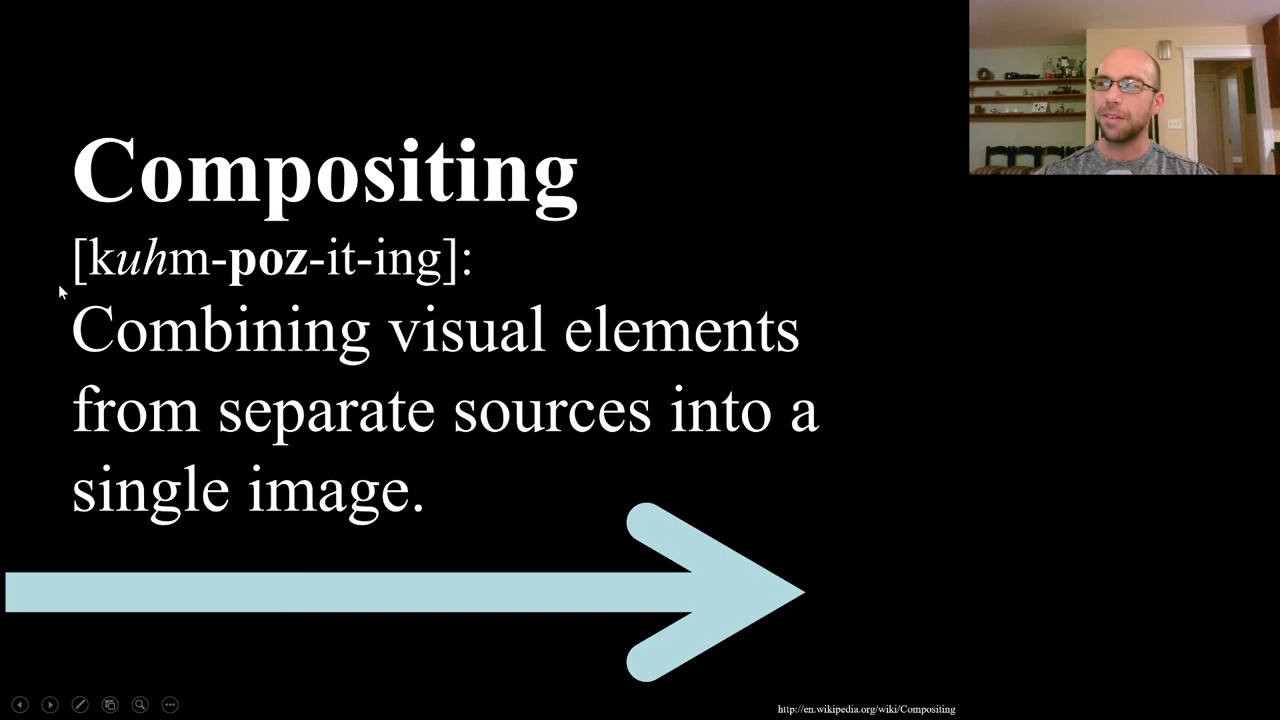 Compositing
[kuhm-poz-it-ing]:
Combining visual elements
from separate sources into a
single image.
http://en.wikipedia.org/wiki/Compositing